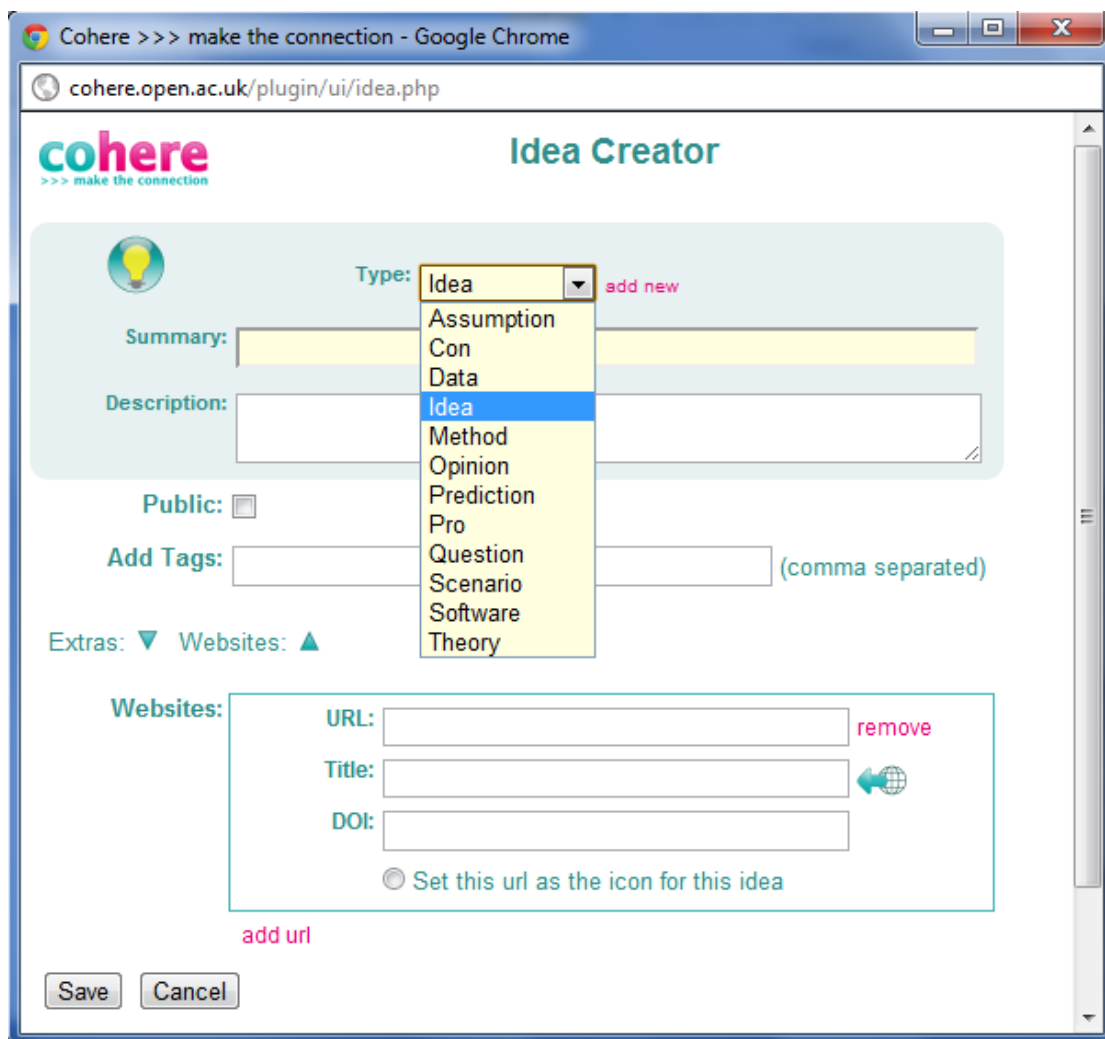 Cohere >>> make the connection - Google Chrome
cohere.open.ac.uk/plugin/ui/idea.php
cohere
>>> make the connection
Idea Creator
Type: Idea add new
Assumption
Con
Data
Idea
Method
Opinion
Prediction
Pro
Question
Scenario
Software
Theory
Summary:
Description:
Public:
Add Tags: (comma separated)
Extras: ▼ Websites: ▲
Websites:
URL: remove
Title:
DOI:
Set this url as the icon for this idea
add url
Save Cancel